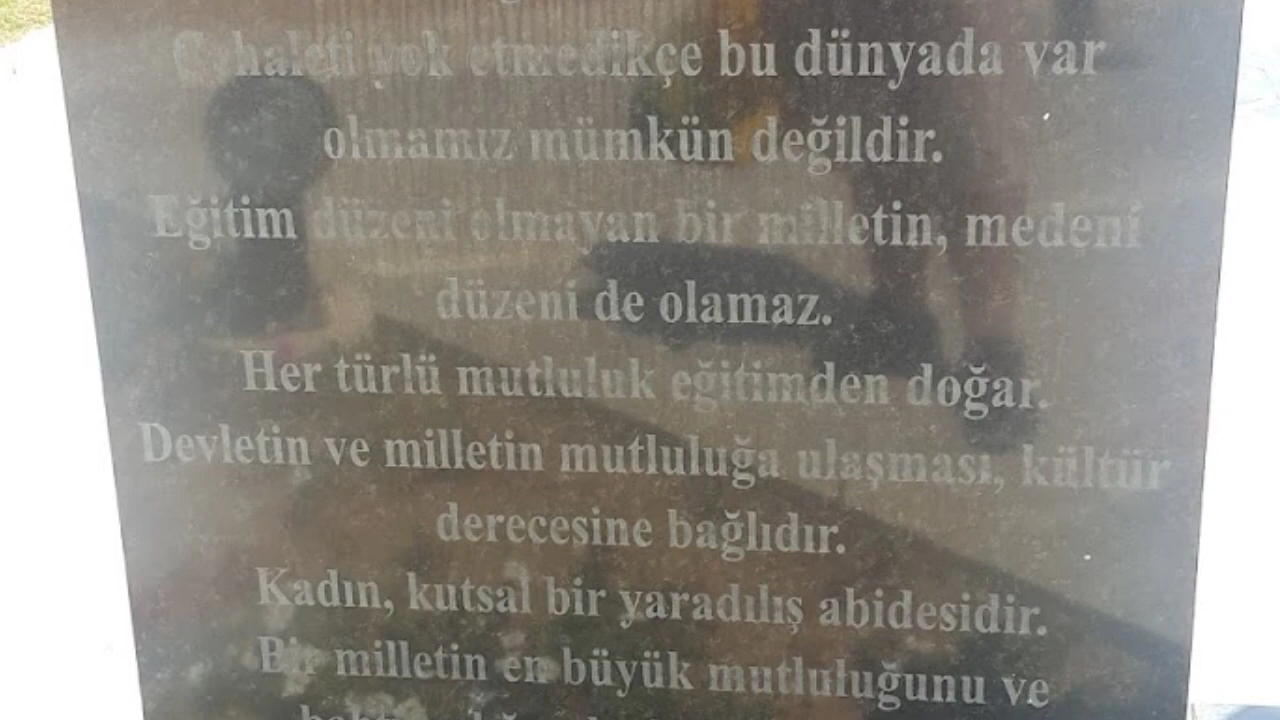 Cehaleti yok etmedikçe bu dünyada var
olmamız mümkün değildir.
Eğitim düzeni olmayan bir milletin, medeni
düzeni de olamaz.
Her türlü mutluluk eğitimden doğar.
Devletin ve milletin mutluluğa ulaşması, kültür
derecesine bağlıdır.
Kadın, kutsal bir yaradılış abidesidir.
Bir milletin en büyük mutluluğunu ve